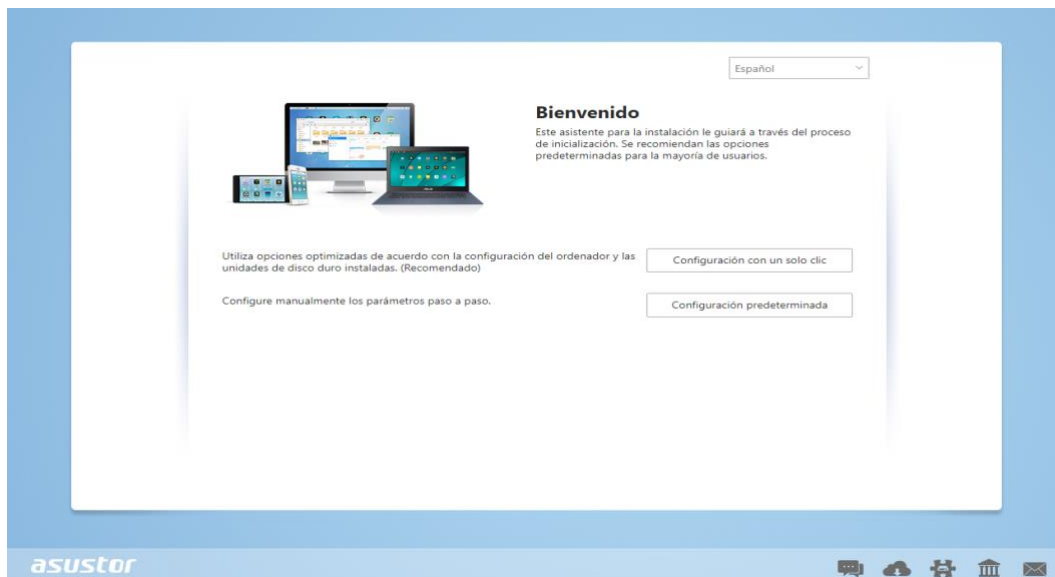 Español
Bienvenido
Este asistente para la instalación le guiará a través del proceso
de inicialización. Se recomiendan las opciones
predeterminadas para la mayoría de usuarios.
Utiliza opciones optimizadas de acuerdo con la configuración del ordenador y las
unidades de disco duro instaladas. (Recomendado)
Configuración con un solo clic
Configure manualmente los parámetros paso a paso.
Configuración predeterminada
asustor